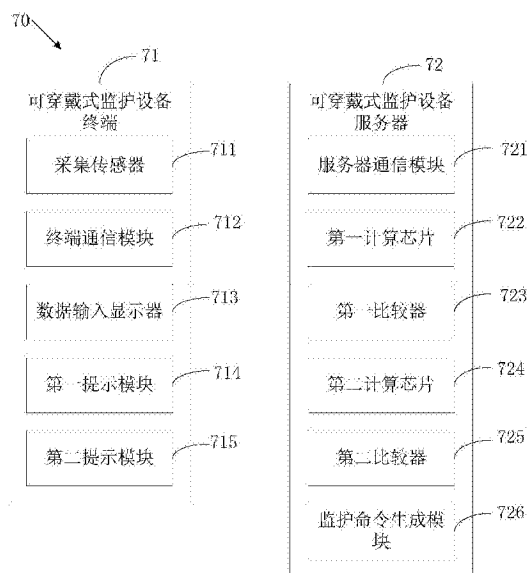 70
71
可穿戴式监护设备
终端
711
采集传感器
712
终端通信模块
713
数据输入显示器
714
第一提示模块
715
第二提示模块
72
可穿戴式监护设备
服务器
721
服务器通信模块
722
第一计算芯片
723
第一比较器
724
第二计算芯片
725
第二比较器
726
监护命令生成模
块